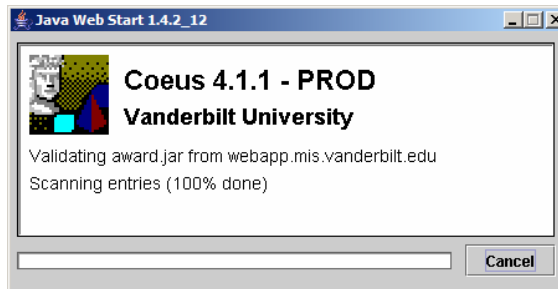 Java Web Start 1.4.2_12
Coeus 4.1.1 - PROD
Vanderbilt University
Validating award.jar from webapp.mis.vanderbilt.edu
Scanning entries (100% done)
Cancel